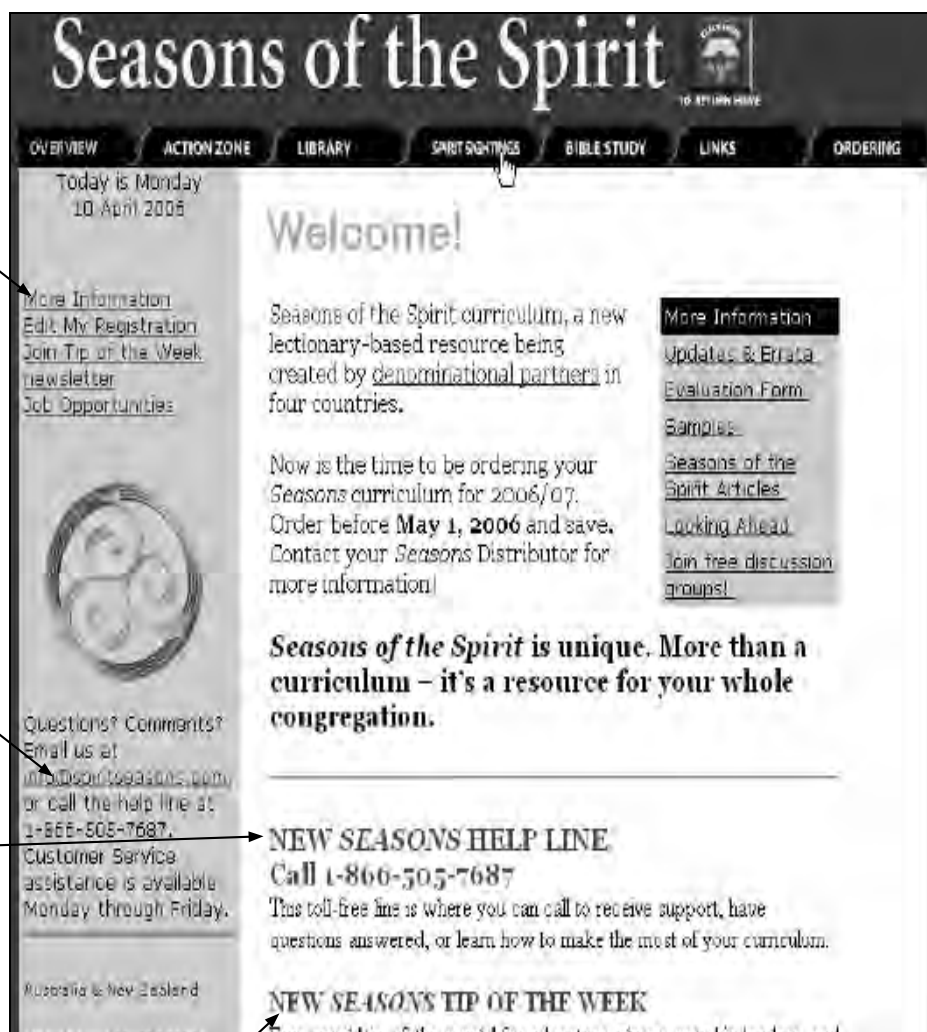 Seasons of the Spirit
TO RETURN HOME
OVERVIEW ACTION ZONE LIBRARY SPIRIT SIGHTINGS BIBLE STUDY LINKS ORDERING
Today is Monday
10 April 2006
More Information
Edit My Registration
Join Tip of the Week
newsletter
Job Opportunities
Questions? Comments?
Email us at
info@spiritseasons.com,
or call the help line at
1-866-505-7687.
Customer Service
assistance is available
Monday through Friday.
Australia & New Zealand
Welcome!
Seasons of the Spirit curriculum, a new
lectionary-based resource being
created by denominational partners in
four countries.
Now is the time to be ordering your
Seasons curriculum for 2006/07.
Order before May 1, 2006 and save.
Contact your Seasons Distributor for
more information!
More Information
Updates & Errata
Evaluation Form
Samples
Seasons of the
Spirit Articles
Looking Ahead
Join free discussion
groups!
Seasons of the Spirit is unique. More than a
curriculum – it's a resource for your whole
congregation.
NEW SEASONS HELP LINE
Call 1-866-505-7687
This toll-free line is where you can call to receive support, have
questions answered, or learn how to make the most of your curriculum.
NEW SEASONS TIP OF THE WEEK